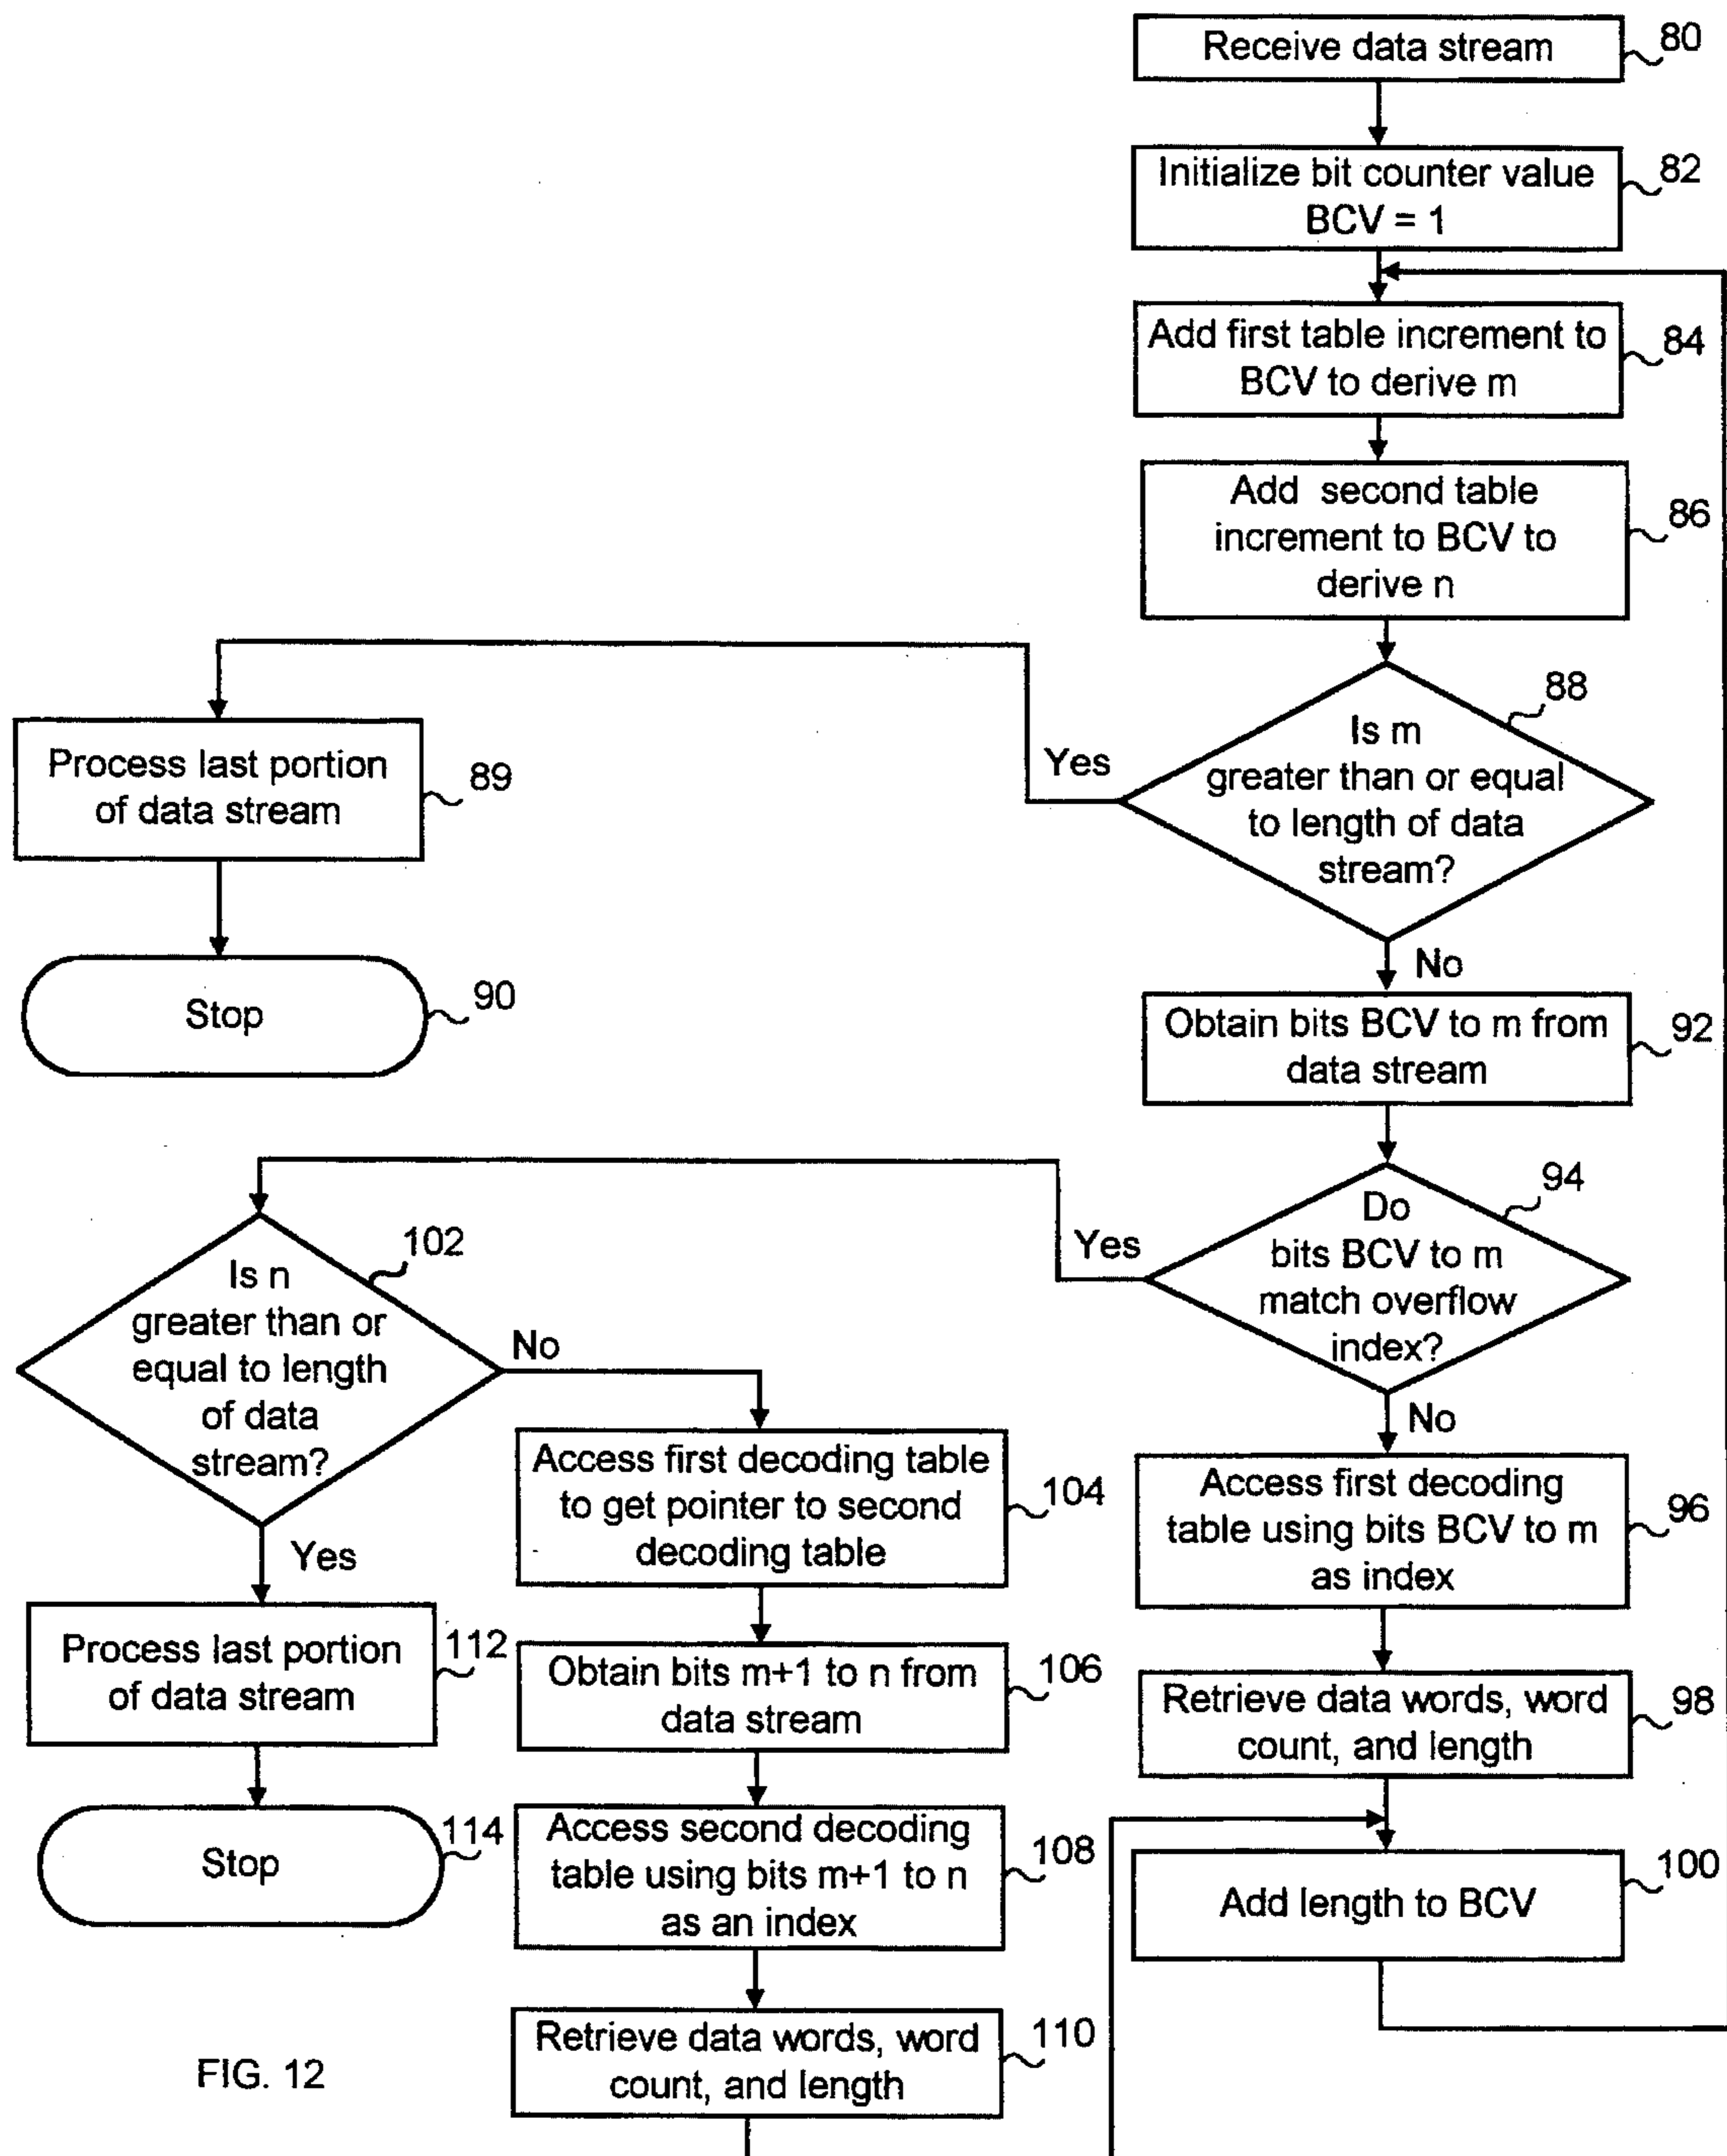 Receive data stream
80
Initialize bit counter value
BCV = 1
82
Add first table increment to
BCV to derive m
84
Add second table
increment to BCV to
derive n
86
Is m
greater than or equal
to length of data
stream?
88
Yes
No
Process last portion
of data stream
89
Stop
90
Obtain bits BCV to m from
data stream
92
Do
bits BCV to m
match overflow
index?
94
Yes
No
Is n
greater than or
equal to length
of data
stream?
102
No
Yes
Access first decoding
table using bits BCV to m
as index
96
Retrieve data words, word
count, and length
98
Add length to BCV
100
Access first decoding table
to get pointer to second
decoding table
104
Obtain bits m+1 to n from
data stream
106
Access second decoding
table using bits m+1 to n
as an index
108
Retrieve data words, word
count, and length
110
Process last portion
of data stream
112
Stop
114
FIG. 12